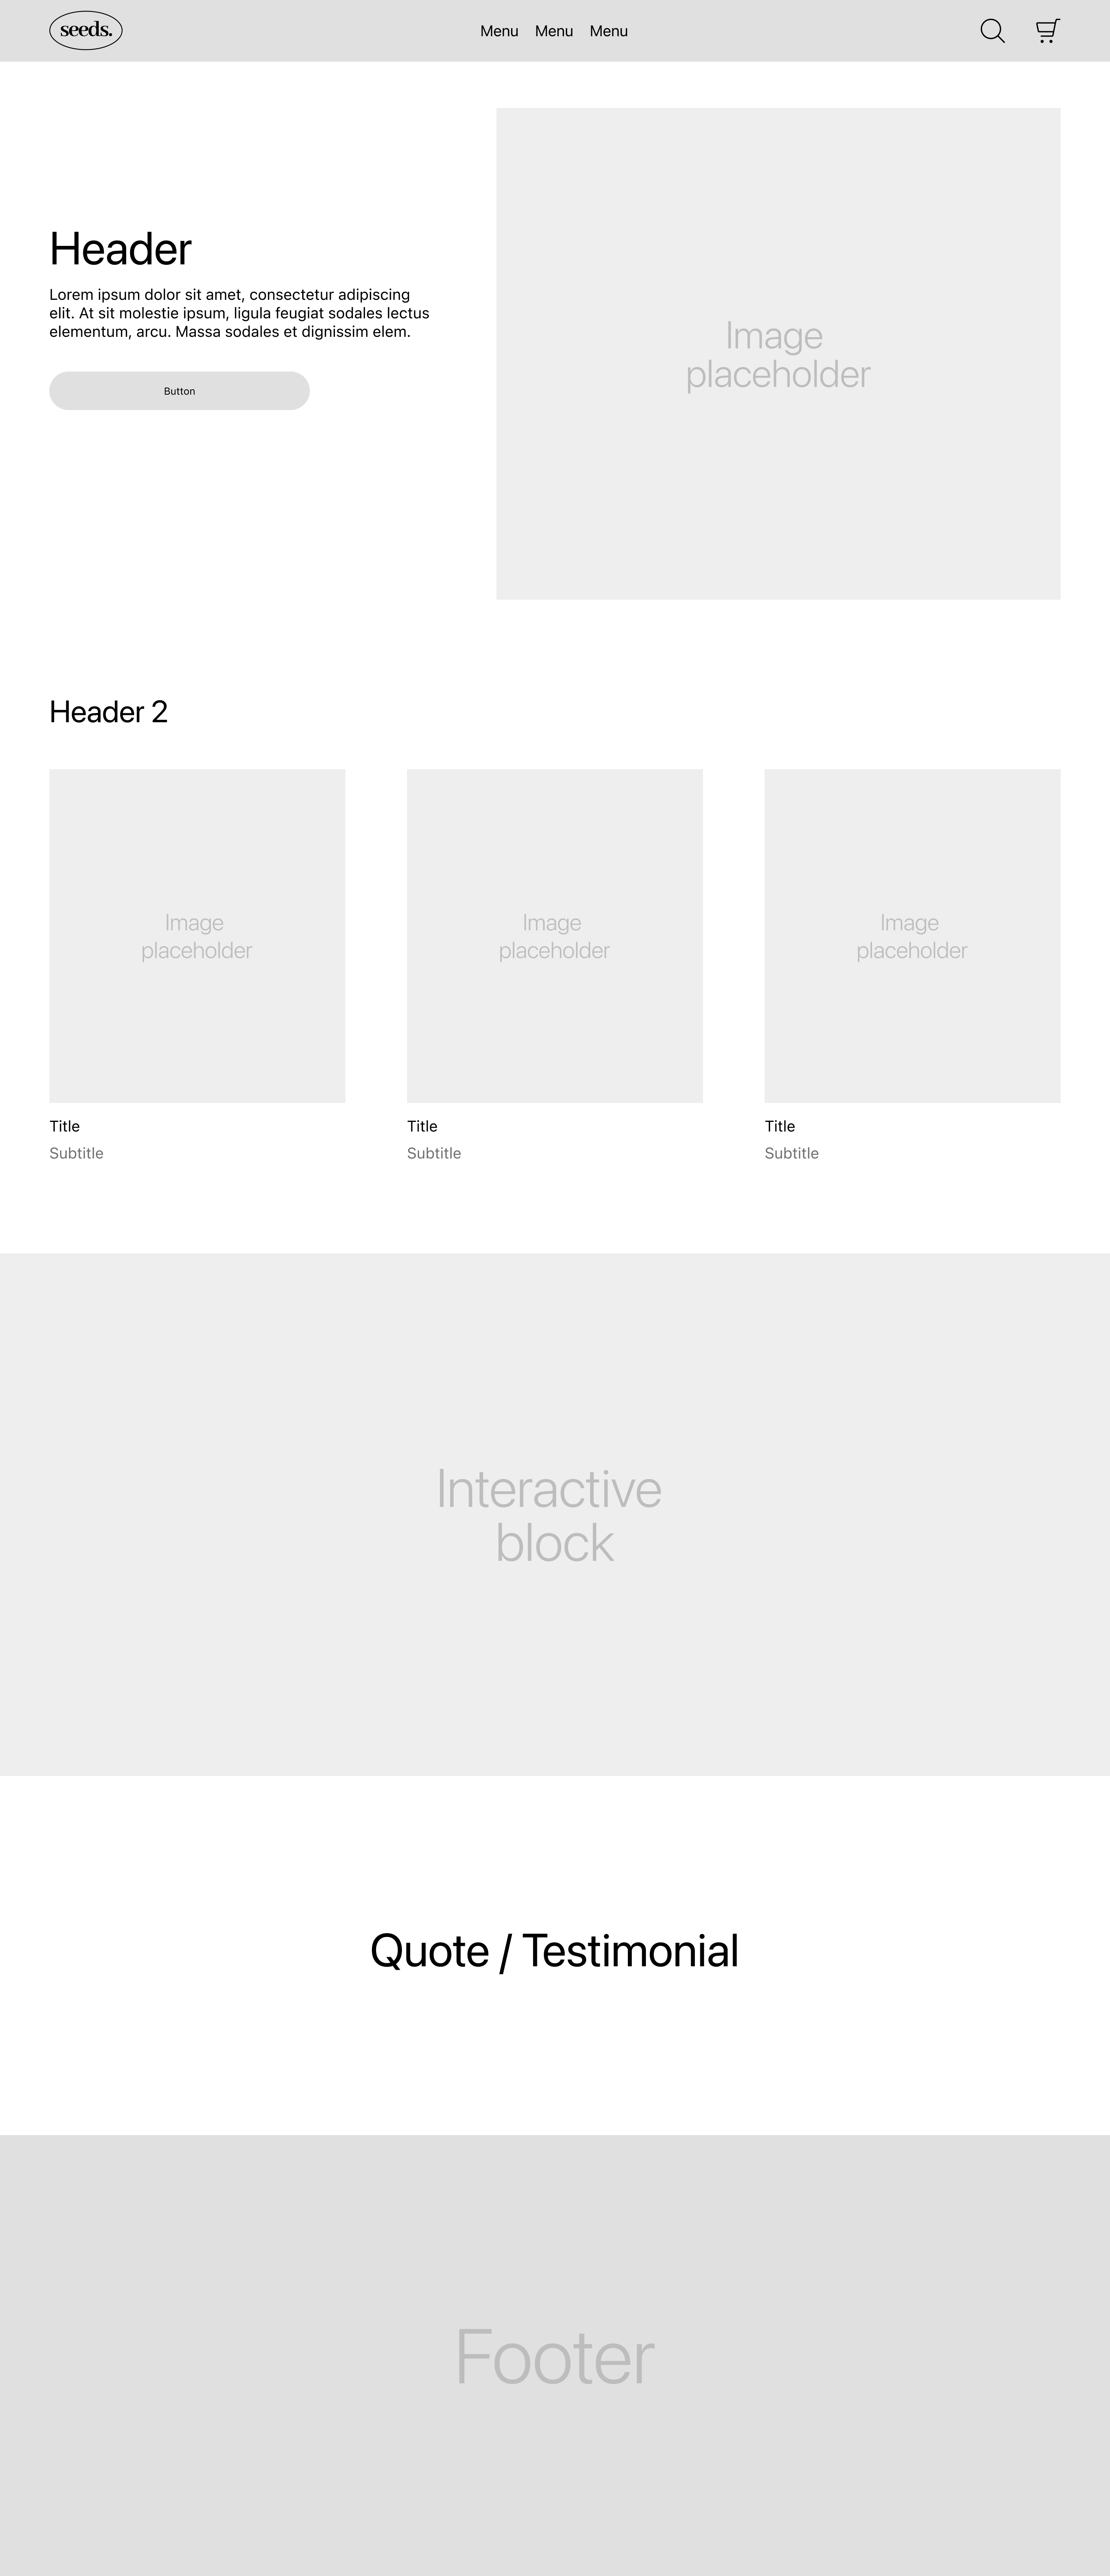 seeds.
Menu Menu Menu
Header
Lorem ipsum dolor sit amet, consectetur adipiscing
elit. At sit molestie ipsum, ligula feugiat sodales lectus
elementum, arcu. Massa sodales et dignissim elem.
Button
Image
placeholder
Header 2
Image
placeholder
Title
Subtitle
Image
placeholder
Title
Subtitle
Image
placeholder
Title
Subtitle
Interactive
block
Quote / Testimonial
Footer